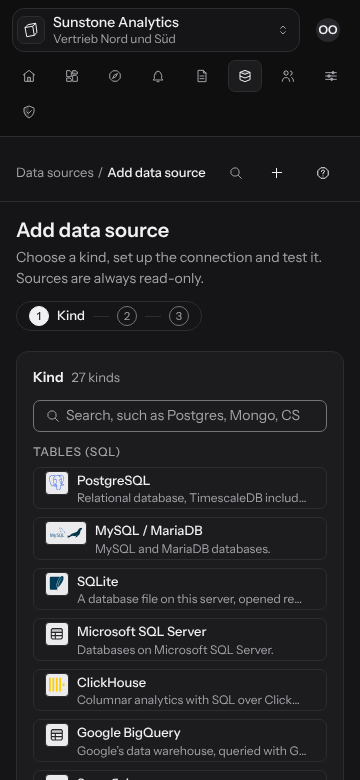 Sunstone Analytics
Vertrieb Nord und Süd
OO
Data sources / Add data source
Add data source
Choose a kind, set up the connection and test it.
Sources are always read-only.
1 Kind 2 3
Kind 27 kinds
Search, such as Postgres, Mongo, CS
TABLES (SQL)
PostgreSQL
Relational database, TimescaleDB includ...
MySQL / MariaDB
MySQL and MariaDB databases.
SQLite
A database file on this server, opened re...
Microsoft SQL Server
Databases on Microsoft SQL Server.
ClickHouse
Columnar analytics with SQL over Click...
Google BigQuery
Google's data warehouse, queried with G...